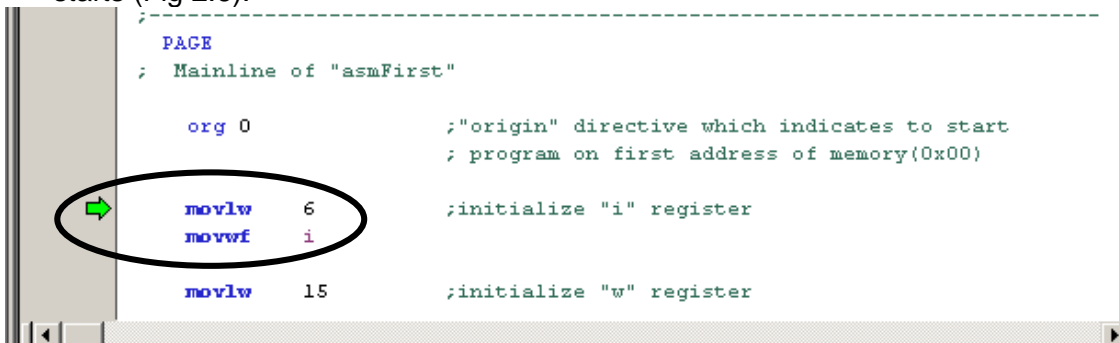 starts (Fig 2.8).
;---------------------------------------------------------------------------
PAGE
; Mainline of "asmFirst"
org 0 ;"origin" directive which indicates to start
; program on first address of memory(0x00)
movlw 6 ;initialize "i" register
movwf i
movlw 15 ;initialize "w" register